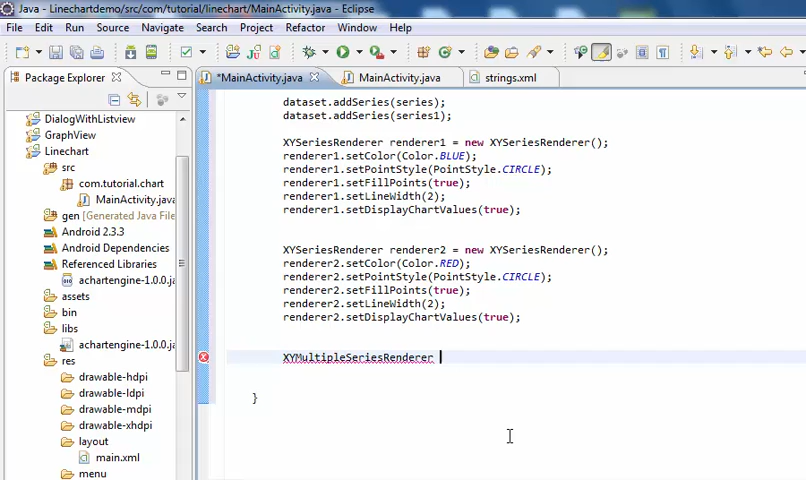 Java - Linechartdemo/src/com/tutorial/linechart/MainActivity.java - Eclipse
File Edit Run Source Navigate Search Project Refactor Window Help
Package Explorer
*MainActivity.java
MainActivity.java
strings.xml
DialogWithListview
GraphView
Linechart
src
com.tutorial.chart
MainActivity.java
gen [Generated Java File
Android 2.3.3
Android Dependencies
Referenced Libraries
achartengine-1.0.0.ja
assets
bin
libs
achartengine-1.0.0.ja
res
drawable-hdpi
drawable-ldpi
drawable-mdpi
drawable-xhdpi
layout
main.xml
menu
dataset.addSeries(series);
dataset.addSeries(series1);
XYSeriesRenderer renderer1 = new XYSeriesRenderer();
renderer1.setColor(Color.BLUE);
renderer1.setPointStyle(PointStyle.CIRCLE);
renderer1.setFillPoints(true);
renderer1.setLineWidth(2);
renderer1.setDisplayChartValues(true);
XYSeriesRenderer renderer2 = new XYSeriesRenderer();
renderer2.setColor(Color.RED);
renderer2.setPointStyle(PointStyle.CIRCLE);
renderer2.setFillPoints(true);
renderer2.setLineWidth(2);
renderer2.setDisplayChartValues(true);
XYMultipleSeriesRenderer
}